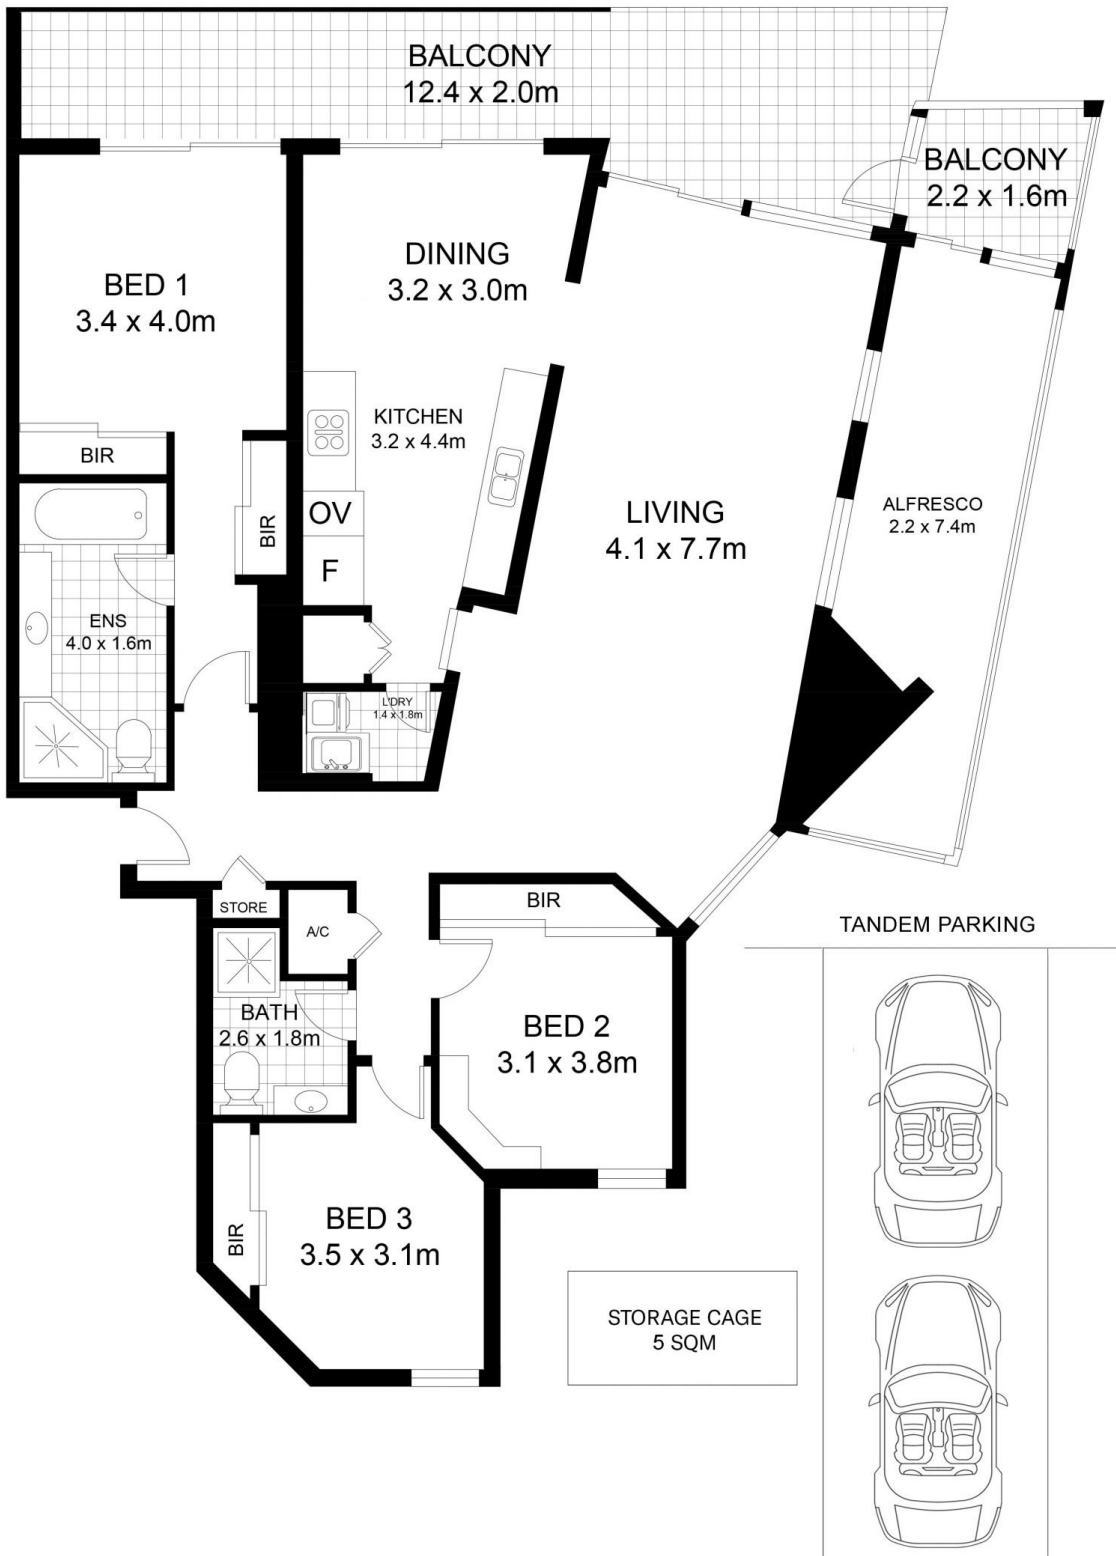 BALCONY
12.4 x 2.0m
BALCONY
2.2 x 1.6m
BED 1
3.4 x 4.0m
DINING
3.2 x 3.0m
KITCHEN
3.2 x 4.4m
BIR
BIR
OV
F
LIVING
4.1 x 7.7m
ALFRESCO
2.2 x 7.4m
ENS
4.0 x 1.6m
L'DRY
1.4 x 1.8m
STORE
A/C
BIR
BATH
2.6 x 1.8m
BED 2
3.1 x 3.8m
BIR
BED 3
3.5 x 3.1m
TANDEM PARKING
STORAGE CAGE
5 SQM